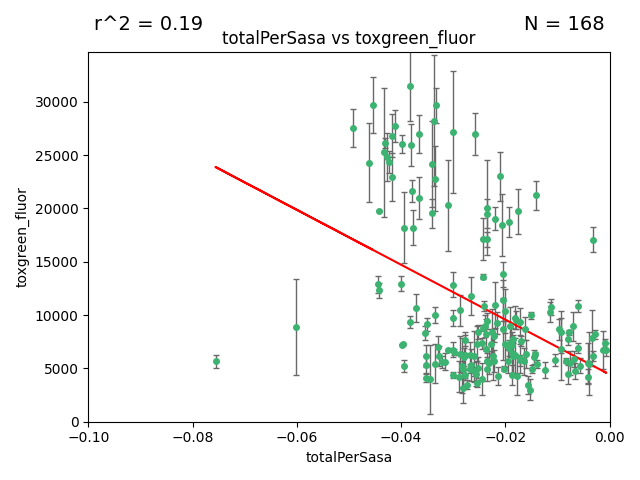 r^2 = 0.19
N = 168
totalPerSasa vs toxgreen_fluor
toxgreen_fluor
30000
25000
20000
15000
10000
5000
0
−0.10
−0.08
−0.06
−0.04
−0.02
0.00
totalPerSasa